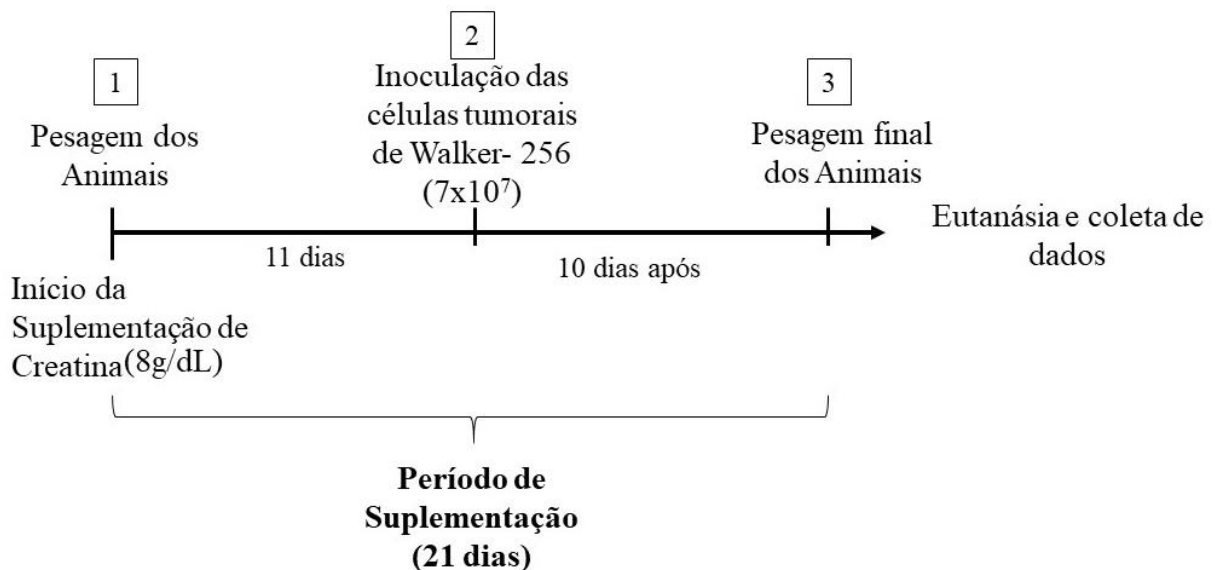 1
Pesagem dos
Animais
2
Inoculação das
células tumorais
de Walker- 256
(7x10⁷)
3
Pesagem final
dos Animais
Eutanásia e coleta de
dados
11 dias
10 dias após
Início da
Suplementação de
Creatina(8g/dL)
Período de
Suplementação
(21 dias)